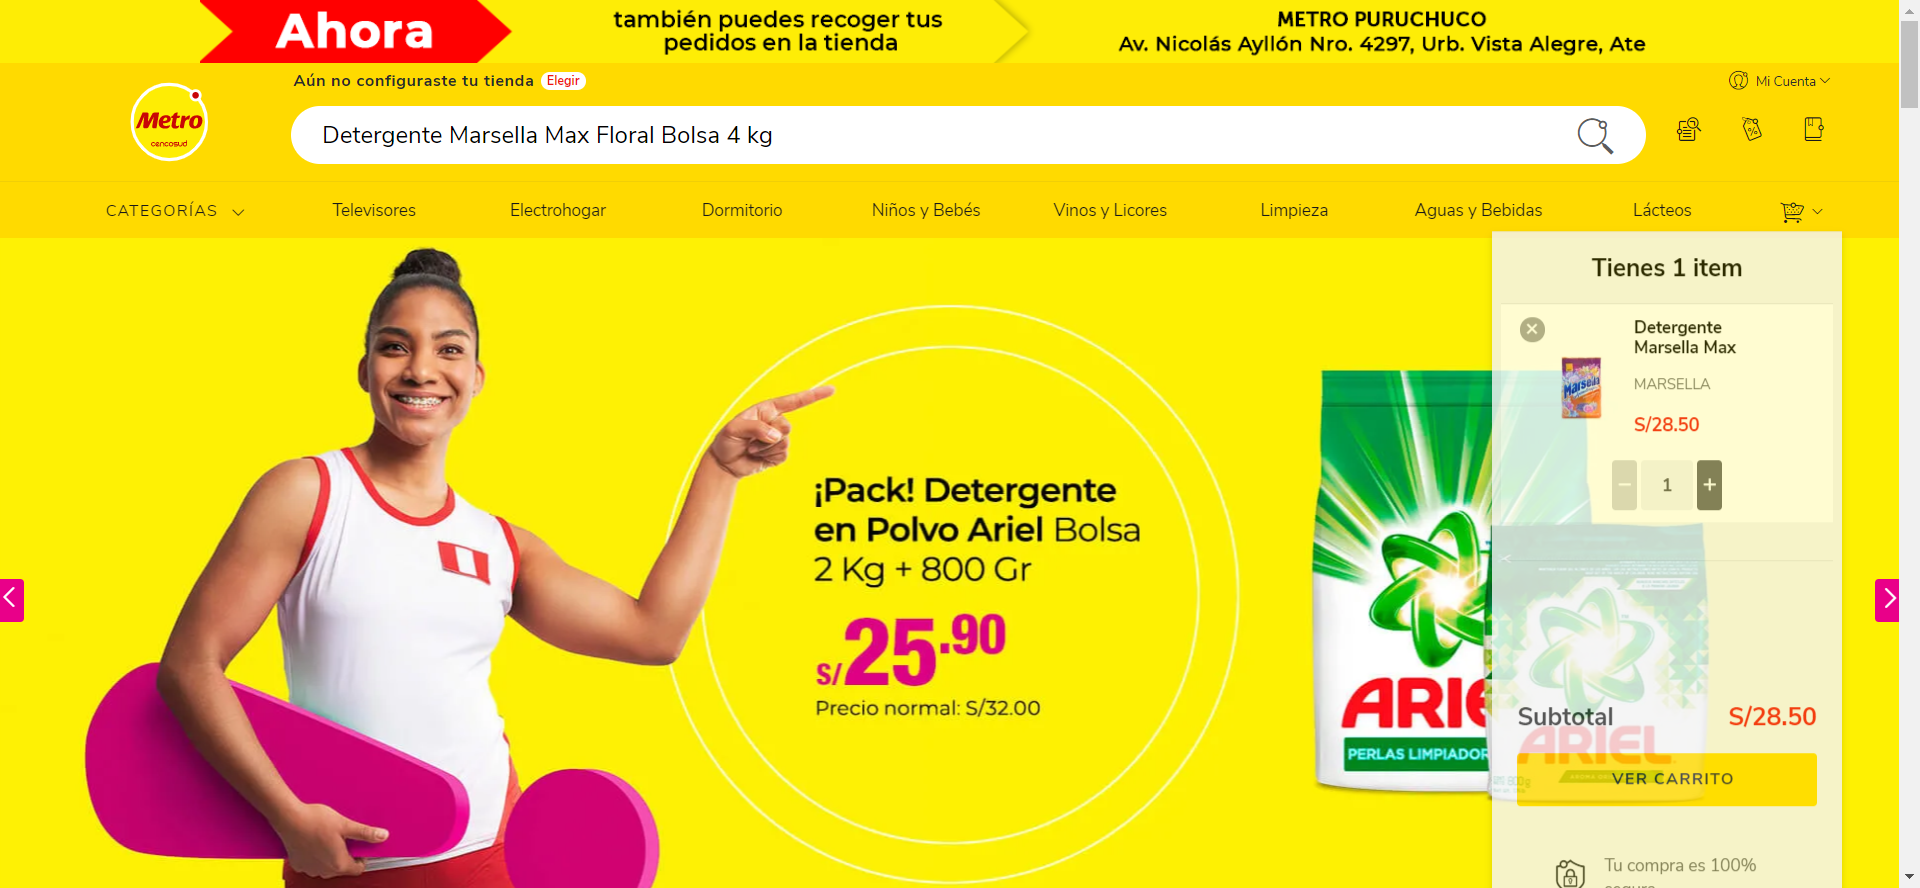 Ahora
también puedes recoger tus
pedidos en la tienda
METRO PURUCHUCO
Av. Nicolás Ayllón Nro. 4297, Urb. Vista Alegre, Ate
Aún no configuraste tu tienda Elegir
Mi Cuenta
Metro
cencosud
Detergente Marsella Max Floral Bolsa 4 kg
CATEGORÍAS
Televisores
Electrohogar
Dormitorio
Niños y Bebés
Vinos y Licores
Limpieza
Aguas y Bebidas
Lácteos
Tienes 1 item
Detergente
Marsella Max
Marsella
MARSELLA
S/28.50
− 1 +
¡Pack! Detergente
en Polvo Ariel Bolsa
2 Kg + 800 Gr
S/25.90
Precio normal: S/32.00
ARIEL
PERLAS LIMPIADOR
ARIEL
Subtotal S/28.50
VER CARRITO
Tu compra es 100%